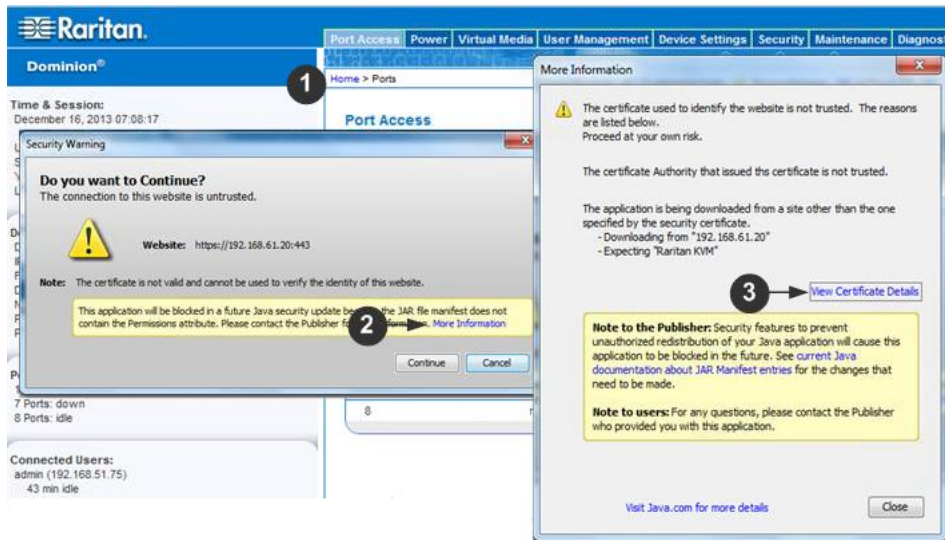 Raritan.
Port Access Power Virtual Media User Management Device Settings Security Maintenance Diagnos
Dominion®
1
Home > Ports
Time & Session:
December 16, 2013 07:08:17
Port Access
Security Warning
Do you want to Continue?
The connection to this website is untrusted.
Website: https://192.168.61.20:443
Note: The certificate is not valid and cannot be used to verify the identity of this website.
This application will be blocked in a future Java security update the JAR file manifest does not
contain the Permissions attribute. Please contact the Publisher 2 More Information
Continue Cancel
7 Ports: down
8 Ports: idle
8
Connected Users:
admin (192.168.51.75)
43 min idle
More Information
The certificate used to identify the website is not trusted. The reasons
are listed below.
Proceed at your own risk.
The certificate Authority that issued ths certificate is not trusted.
The application is being downloaded from a site other than the one
specified by the security certificate.
- Downloading from "192.168.61.20"
- Expecting "Raritan KVM"
3 View Certificate Details
Note to the Publisher: Security features to prevent
unauthorized redistribution of your Java application will cause this
application to be blocked in the future. See current Java
documentation about JAR Manifest entries for the changes that
need to be made.
Note to users: For any questions, please contact the Publisher
who provided you with this application.
Visit Java.com for more details
Close